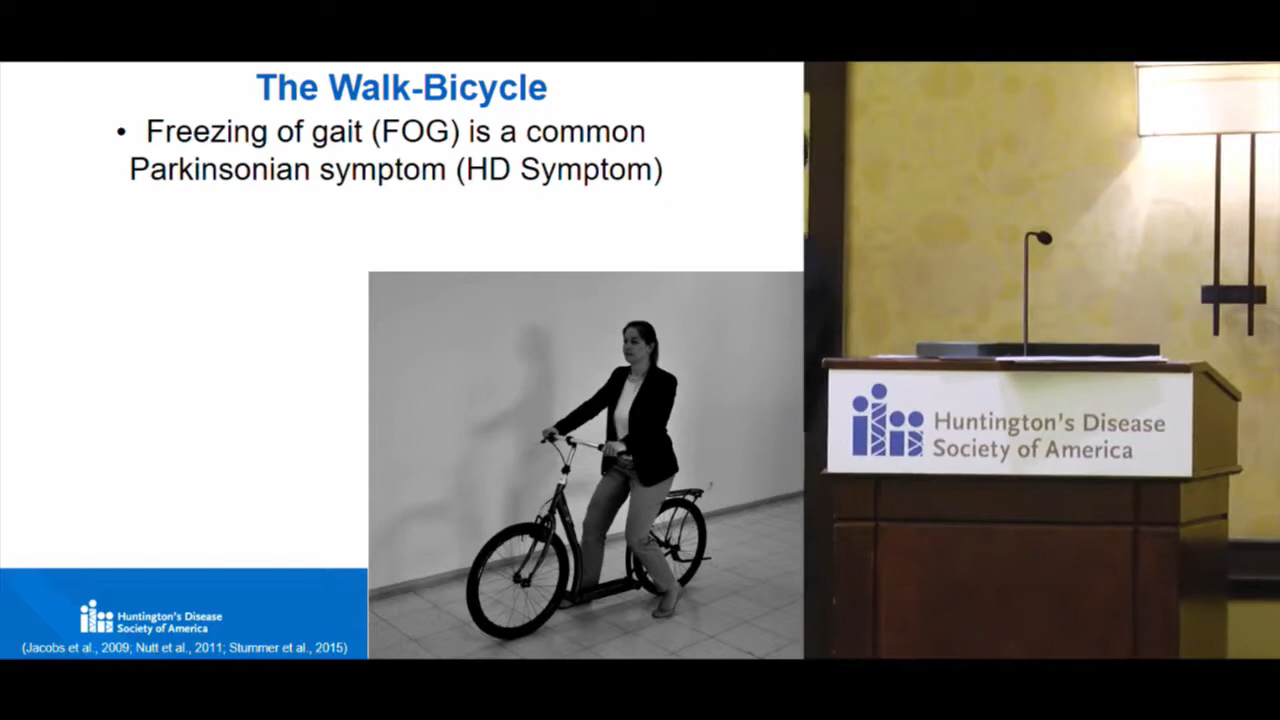 The Walk-Bicycle
• Freezing of gait (FOG) is a common
Parkinsonian symptom (HD Symptom)
Huntington's Disease
Society of America
(Jacobs et al., 2009; Nutt et al., 2011; Stummer et al., 2015)
Huntington's Disease
Society of America